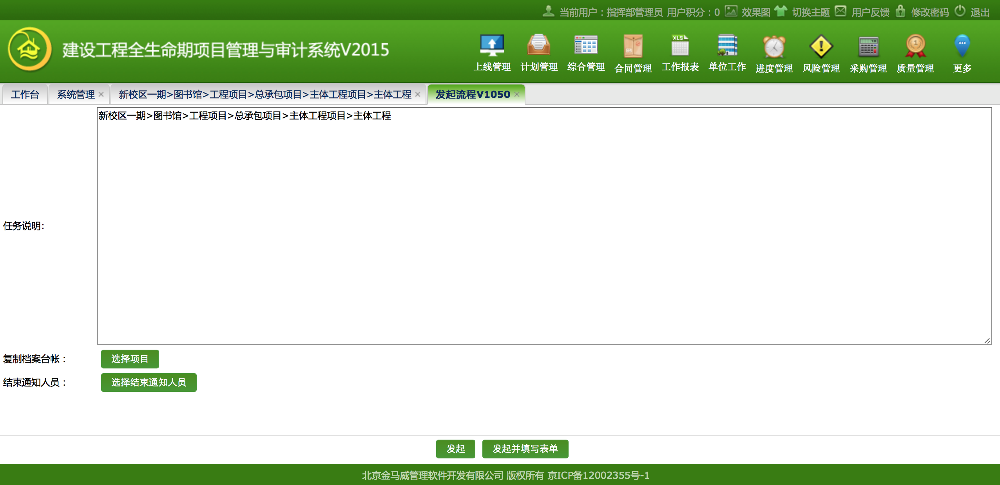 当前用户：指挥部管理员 用户积分：0 效果图 切换主题 用户反馈 修改密码 退出
建设工程全生命期项目管理与审计系统V2015
上线管理 计划管理 综合管理 合同管理 工作报表 单位工作 进度管理 风险管理 采购管理 质量管理 更多
工作台 系统管理 新校区一期>图书馆>工程项目>总承包项目>主体工程项目>主体工程 发起流程V1050
新校区一期>图书馆>工程项目>总承包项目>主体工程项目>主体工程
任务说明:
复制档案台帐： 选择项目
结束通知人员： 选择结束通知人员
发起 发起并填写表单
北京金马威管理软件开发有限公司 版权所有 京ICP备12002355号-1